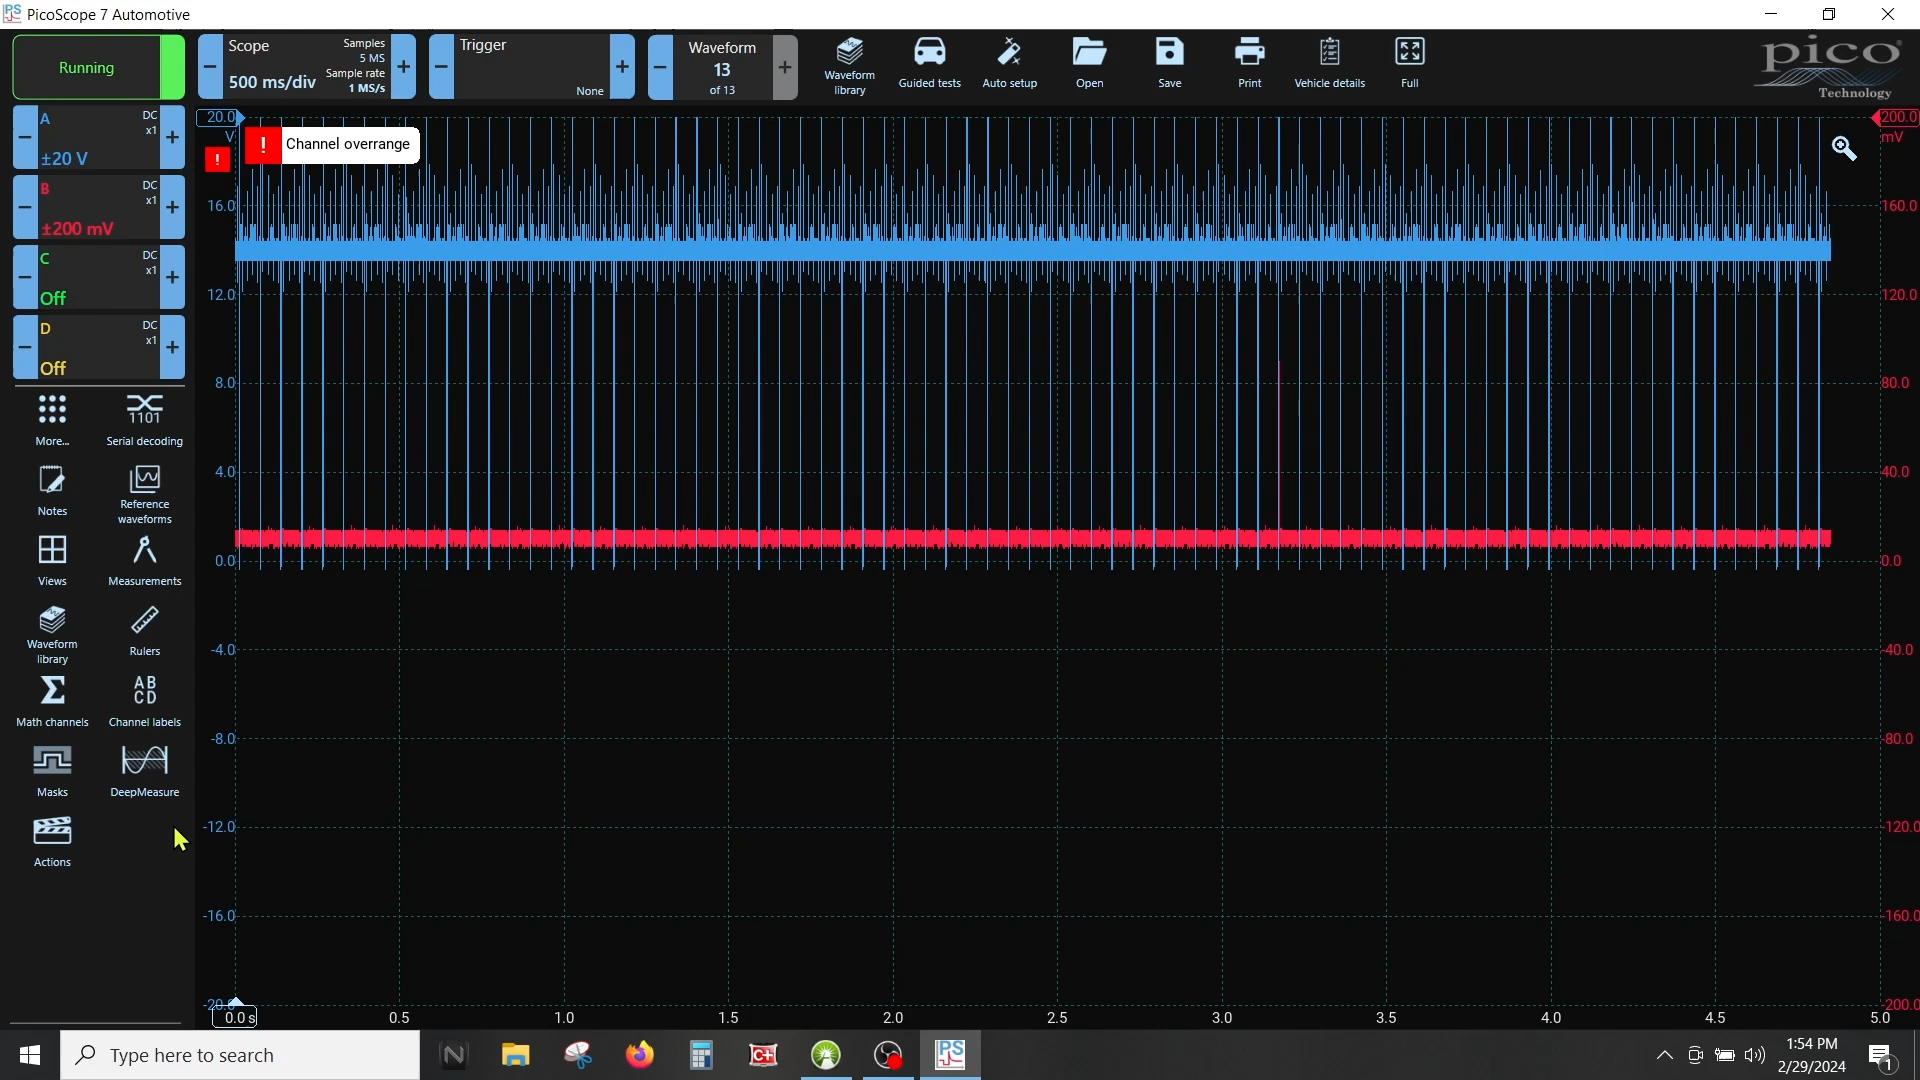 PicoScope 7 Automotive
Running
Scope
500 ms/div
Samples
5 MS
Sample rate
1 MS/s
Trigger
None
Waveform
13
of 13
Waveform
library
Guided tests
Auto setup
Open
Save
Print
Vehicle details
Full
pico
Technology
A
DC
x1
±20 V
B
DC
x1
±200 mV
C
DC
x1
Off
D
DC
x1
Off
More...
Serial decoding
1101
Notes
Reference
waveforms
Views
Measurements
Waveform
library
Rulers
Math channels
A B
C D
Channel labels
Masks
DeepMeasure
Actions
! Channel overrange
!
20.0
V
16.0
12.0
8.0
4.0
0.0
-4.0
-8.0
-12.0
-16.0
-20.0
200.0
mV
160.0
120.0
80.0
40.0
0.0
-40.0
-80.0
-120.0
-160.0
-200.0
0.0 s
0.5
1.0
1.5
2.0
2.5
3.0
3.5
4.0
4.5
5.0
Type here to search
1:54 PM
2/29/2024
1